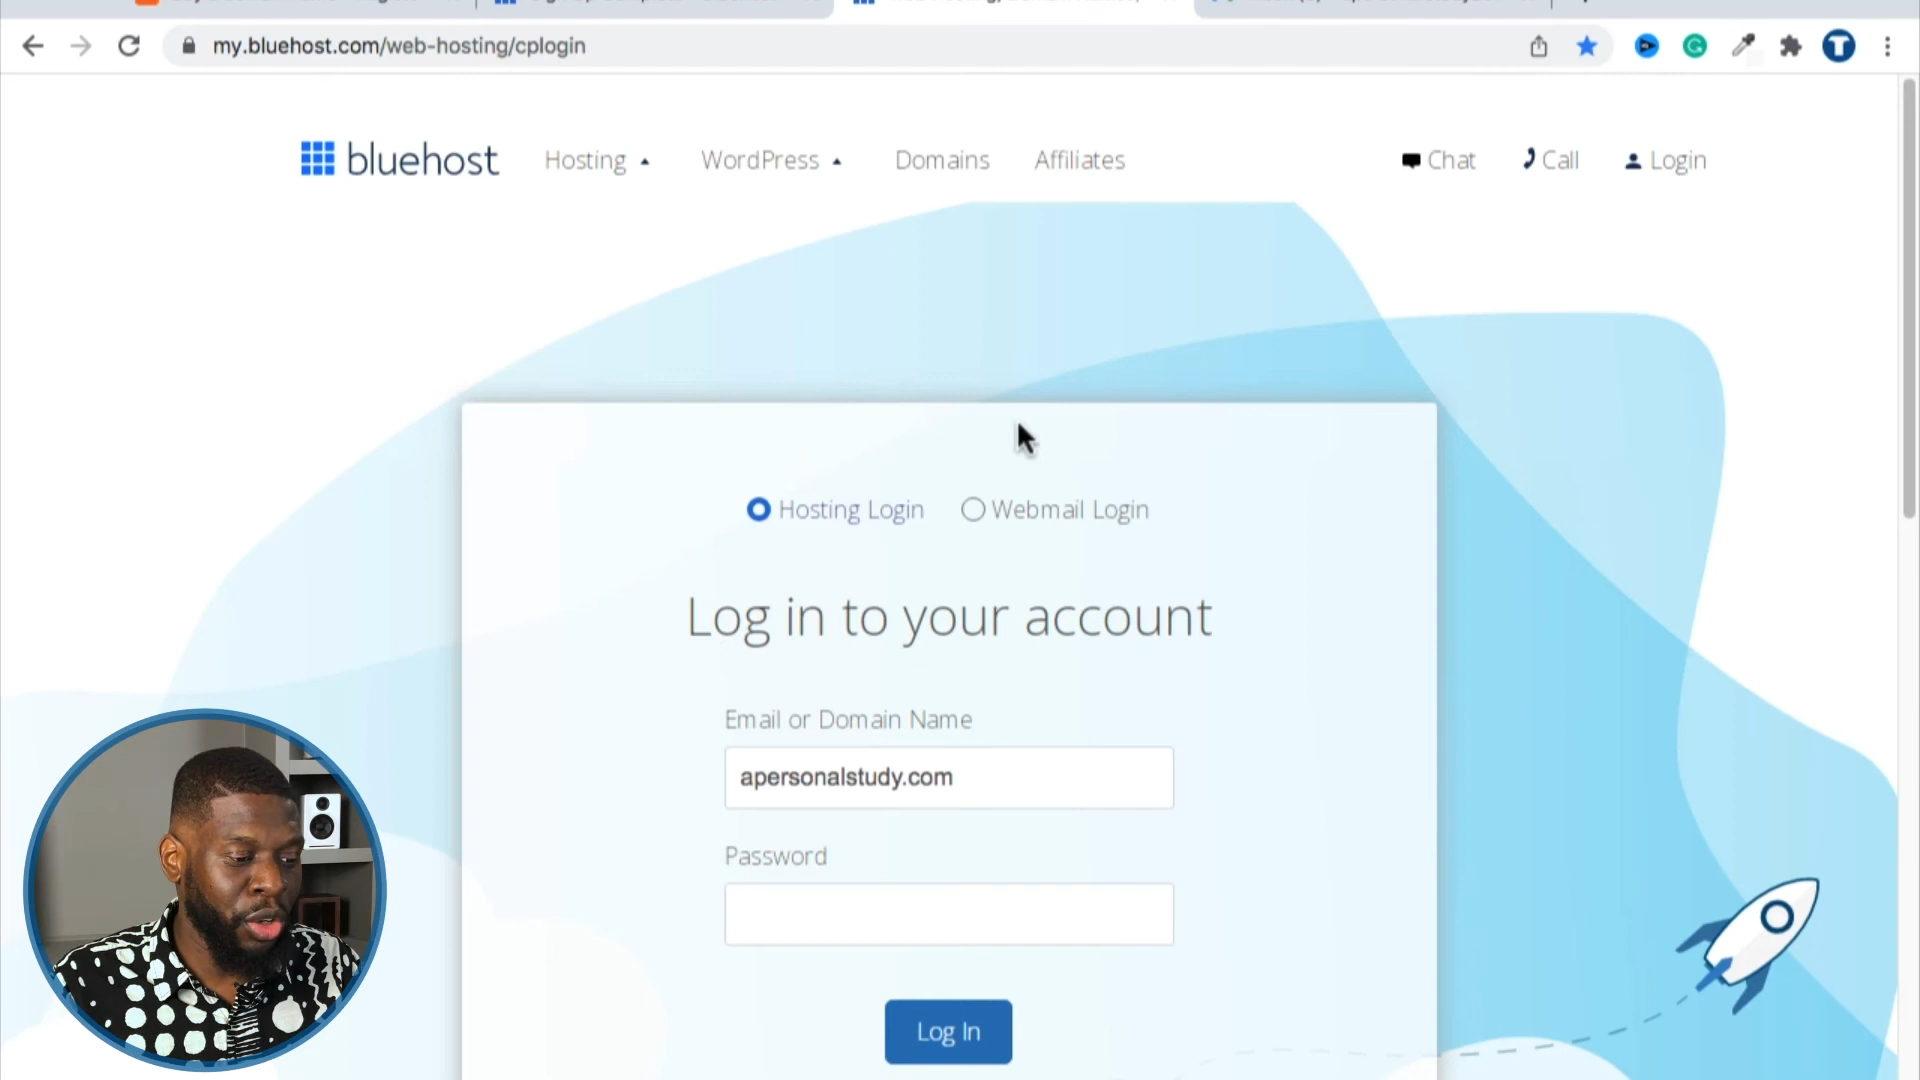 my.bluehost.com/web-hosting/cplogin
T
bluehost
Hosting
WordPress
Domains
Affiliates
Chat
Call
Login
Hosting Login
Webmail Login
Log in to your account
Email or Domain Name
apersonalstudy.com
Password
Log In